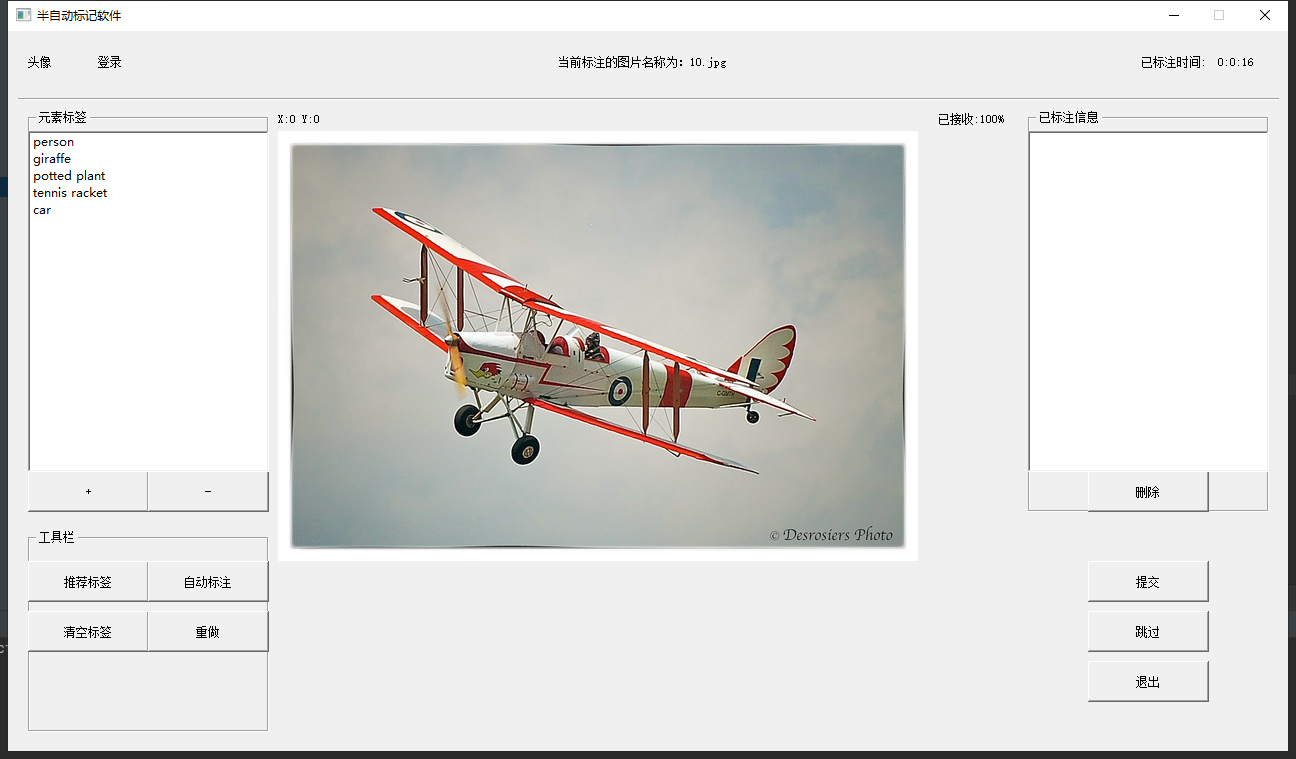 半自动标记软件
头像 登录 当前标注的图片名称为: 10.jpg 已标注时间: 0:0:16
元素标签
X:0 Y:0
已接收:100%
已标注信息
person
giraffe
potted plant
tennis racket
car
+ -
删除
工具栏
推荐标签 自动标注
清空标签 重做
© Desrosiers Photo
提交
跳过
退出